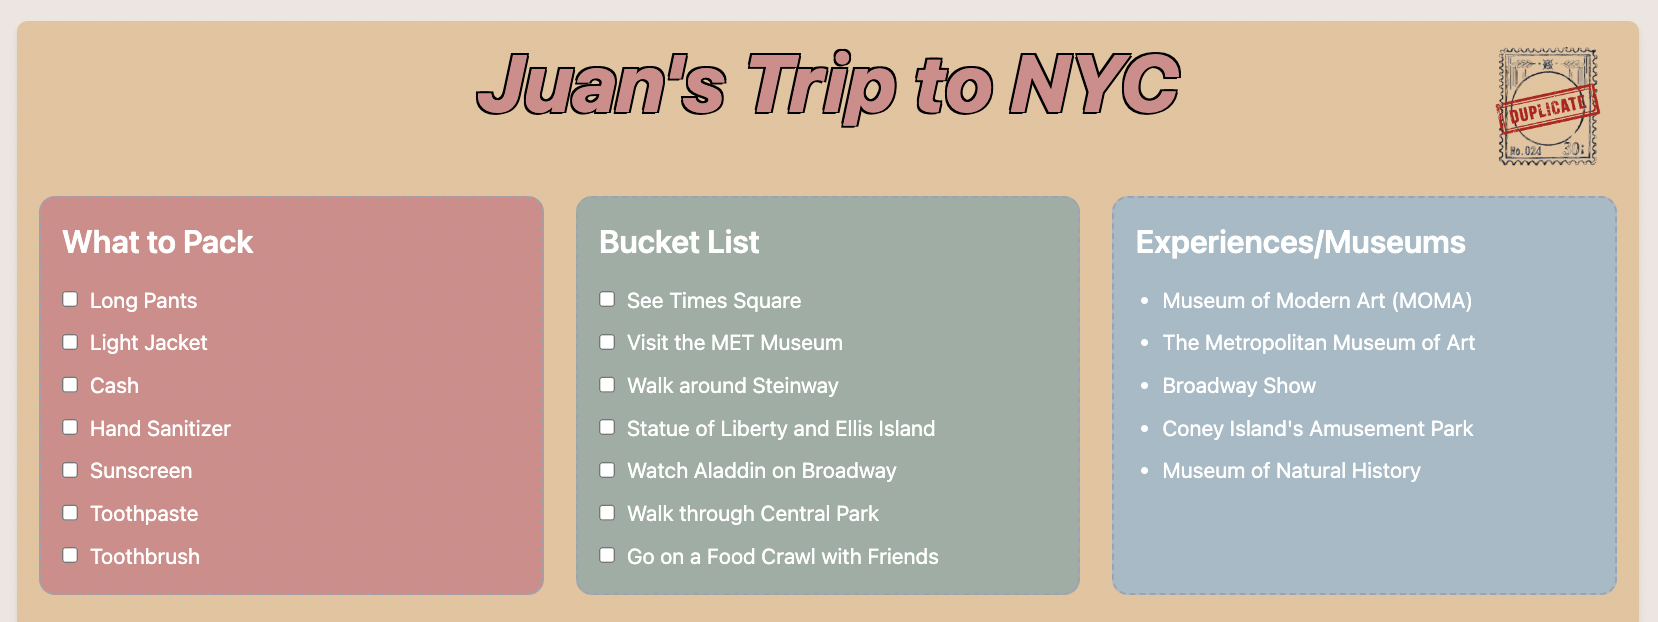 Juan's Trip to NYC
DUPLICATE
No. 024
30¢
What to Pack
Long Pants
Light Jacket
Cash
Hand Sanitizer
Sunscreen
Toothpaste
Toothbrush
Bucket List
See Times Square
Visit the MET Museum
Walk around Steinway
Statue of Liberty and Ellis Island
Watch Aladdin on Broadway
Walk through Central Park
Go on a Food Crawl with Friends
Experiences/Museums
Museum of Modern Art (MOMA)
The Metropolitan Museum of Art
Broadway Show
Coney Island's Amusement Park
Museum of Natural History